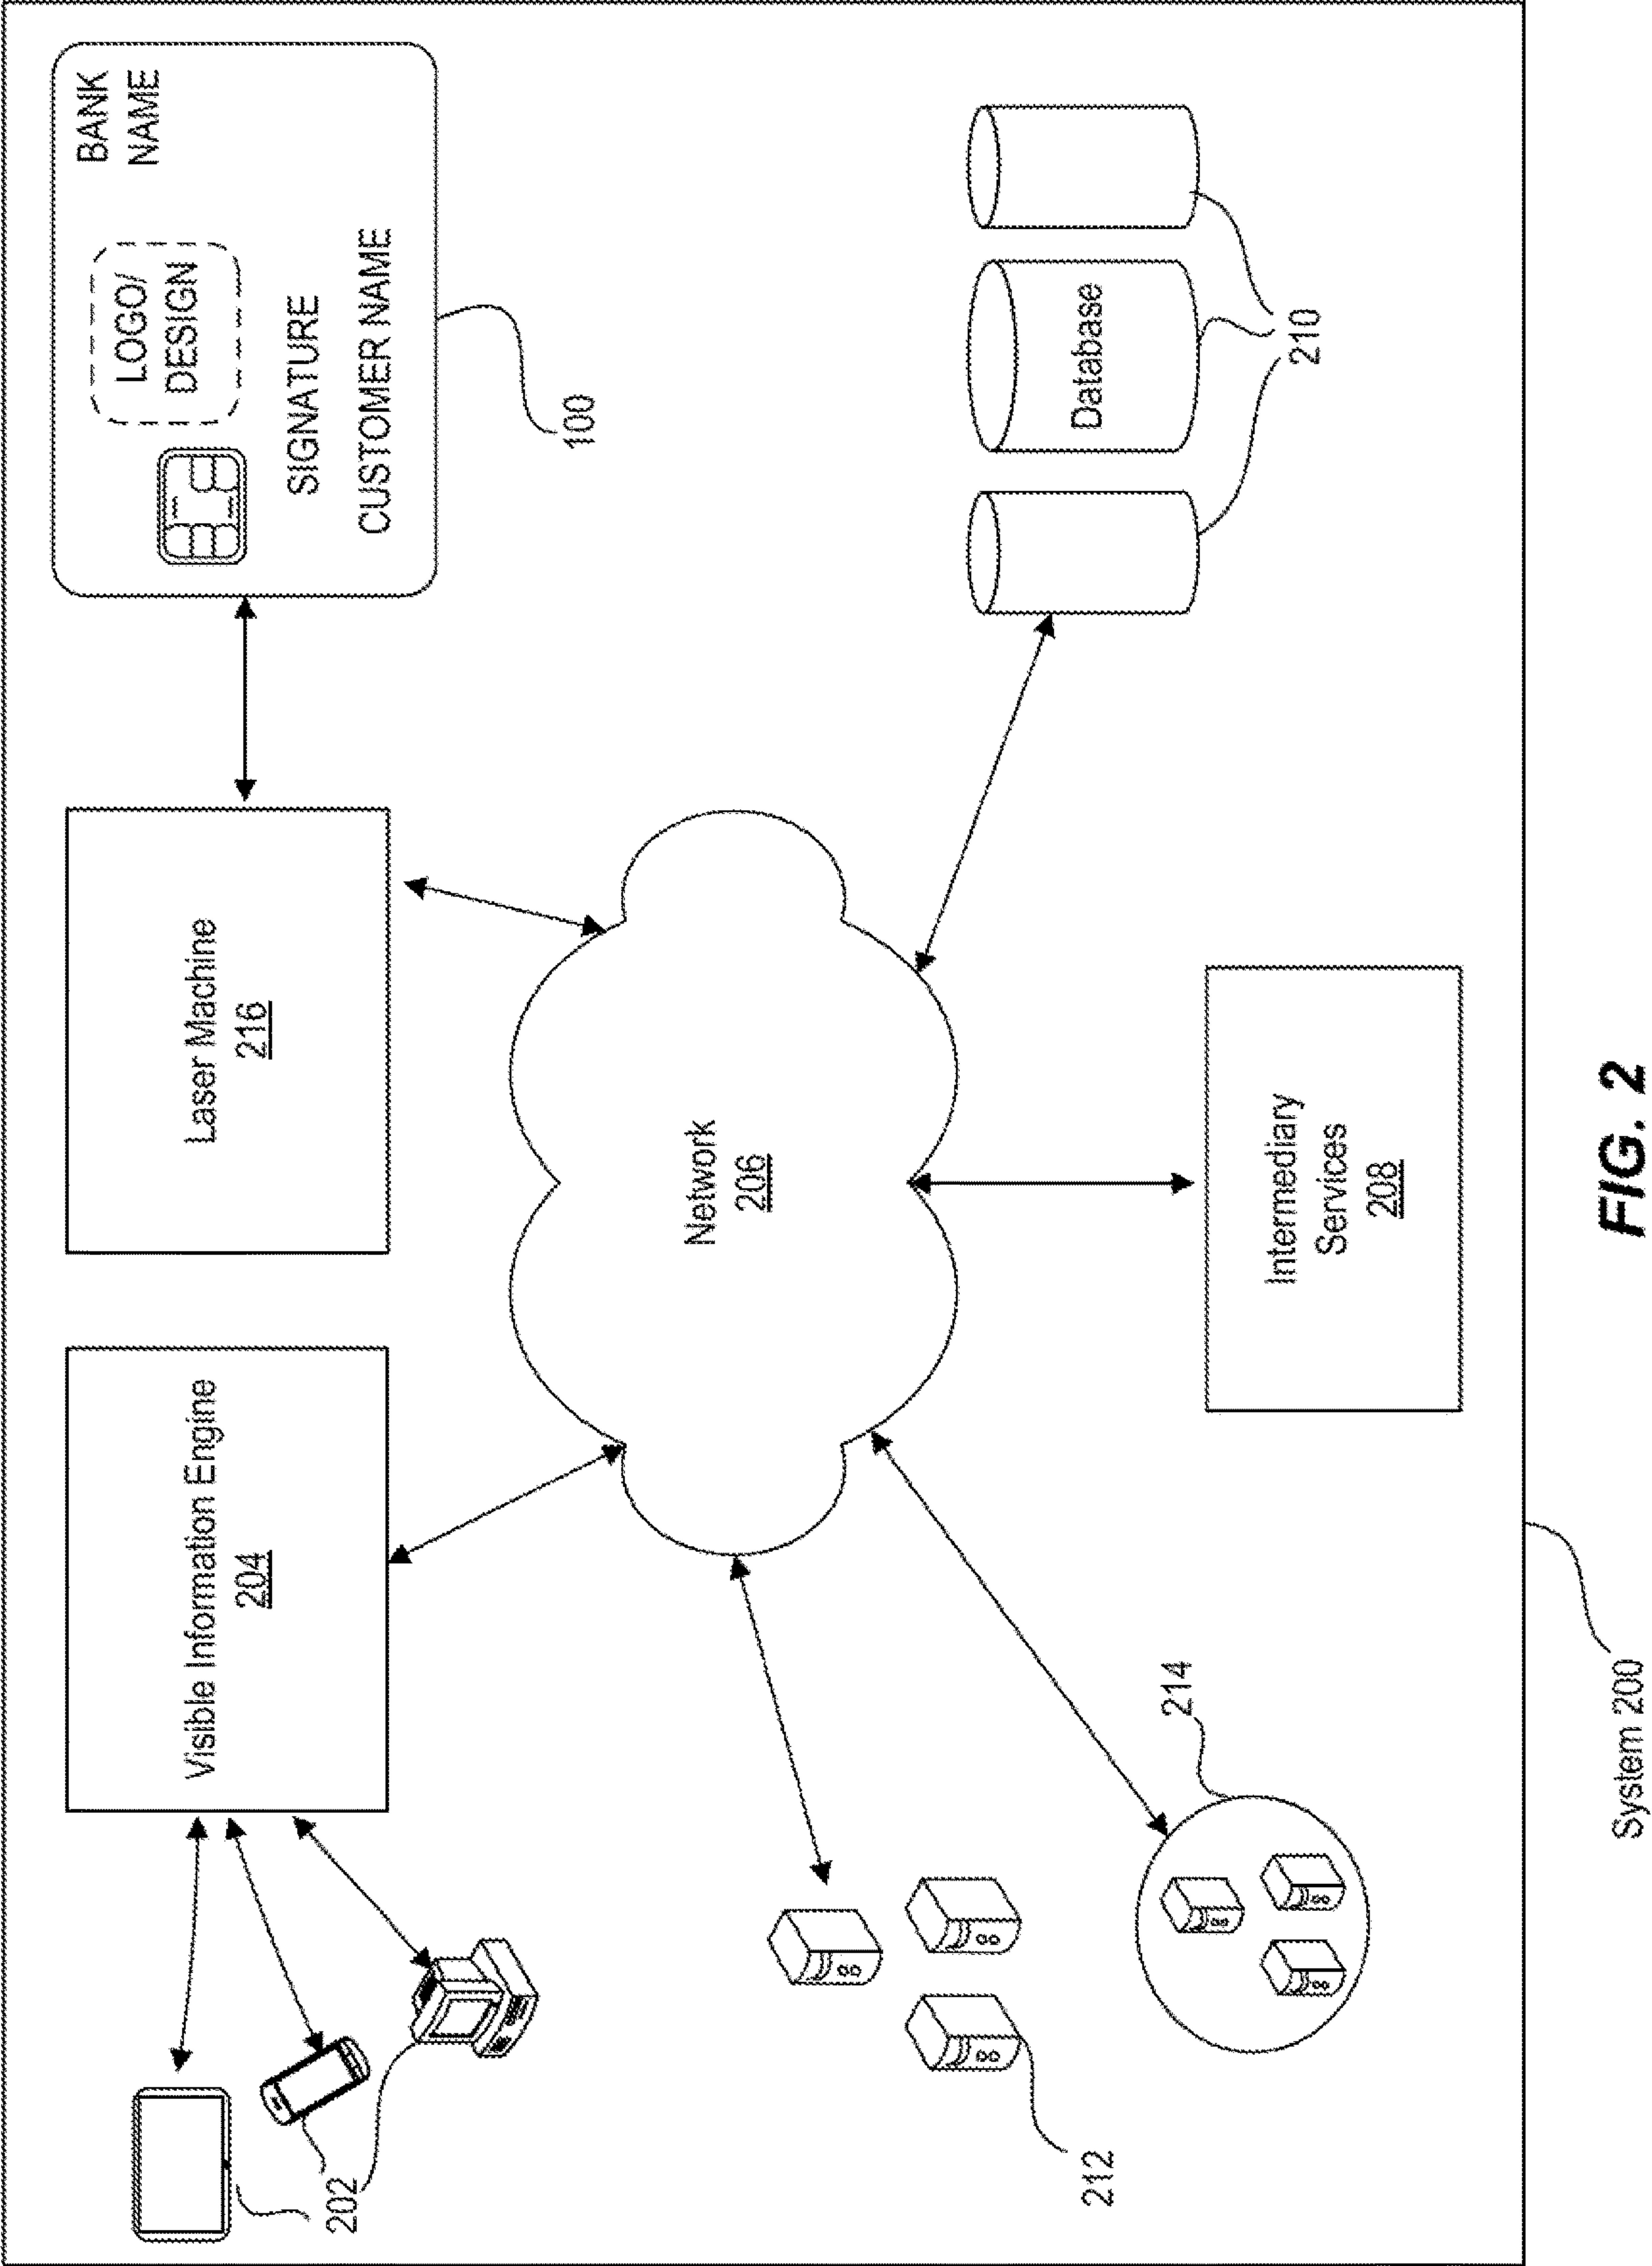 202
Visible Information Engine
204
Laser Machine
216
LOGO/
DESIGN
BANK
NAME
SIGNATURE
CUSTOMER NAME
100
Network
206
212
214
Intermediary
Services
208
Database
210
System 200
FIG. 2